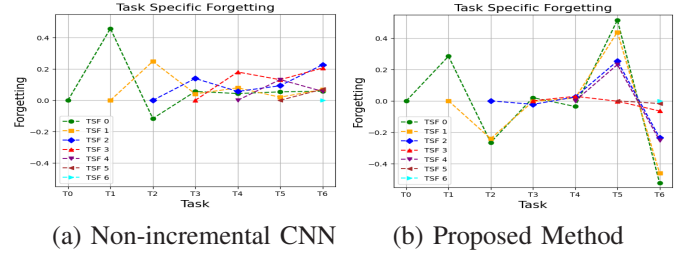 Task Specific Forgetting
Forgetting
0.4
0.2
0.0
−0.2
−0.4
TSF 0
TSF 1
TSF 2
TSF 3
TSF 4
TSF 5
TSF 6
T0 T1 T2 T3 T4 T5 T6
Task
(a) Non-incremental CNN
Task Specific Forgetting
Forgetting
0.4
0.2
0.0
−0.2
−0.4
TSF 0
TSF 1
TSF 2
TSF 3
TSF 4
TSF 5
TSF 6
T0 T1 T2 T3 T4 T5 T6
Task
(b) Proposed Method